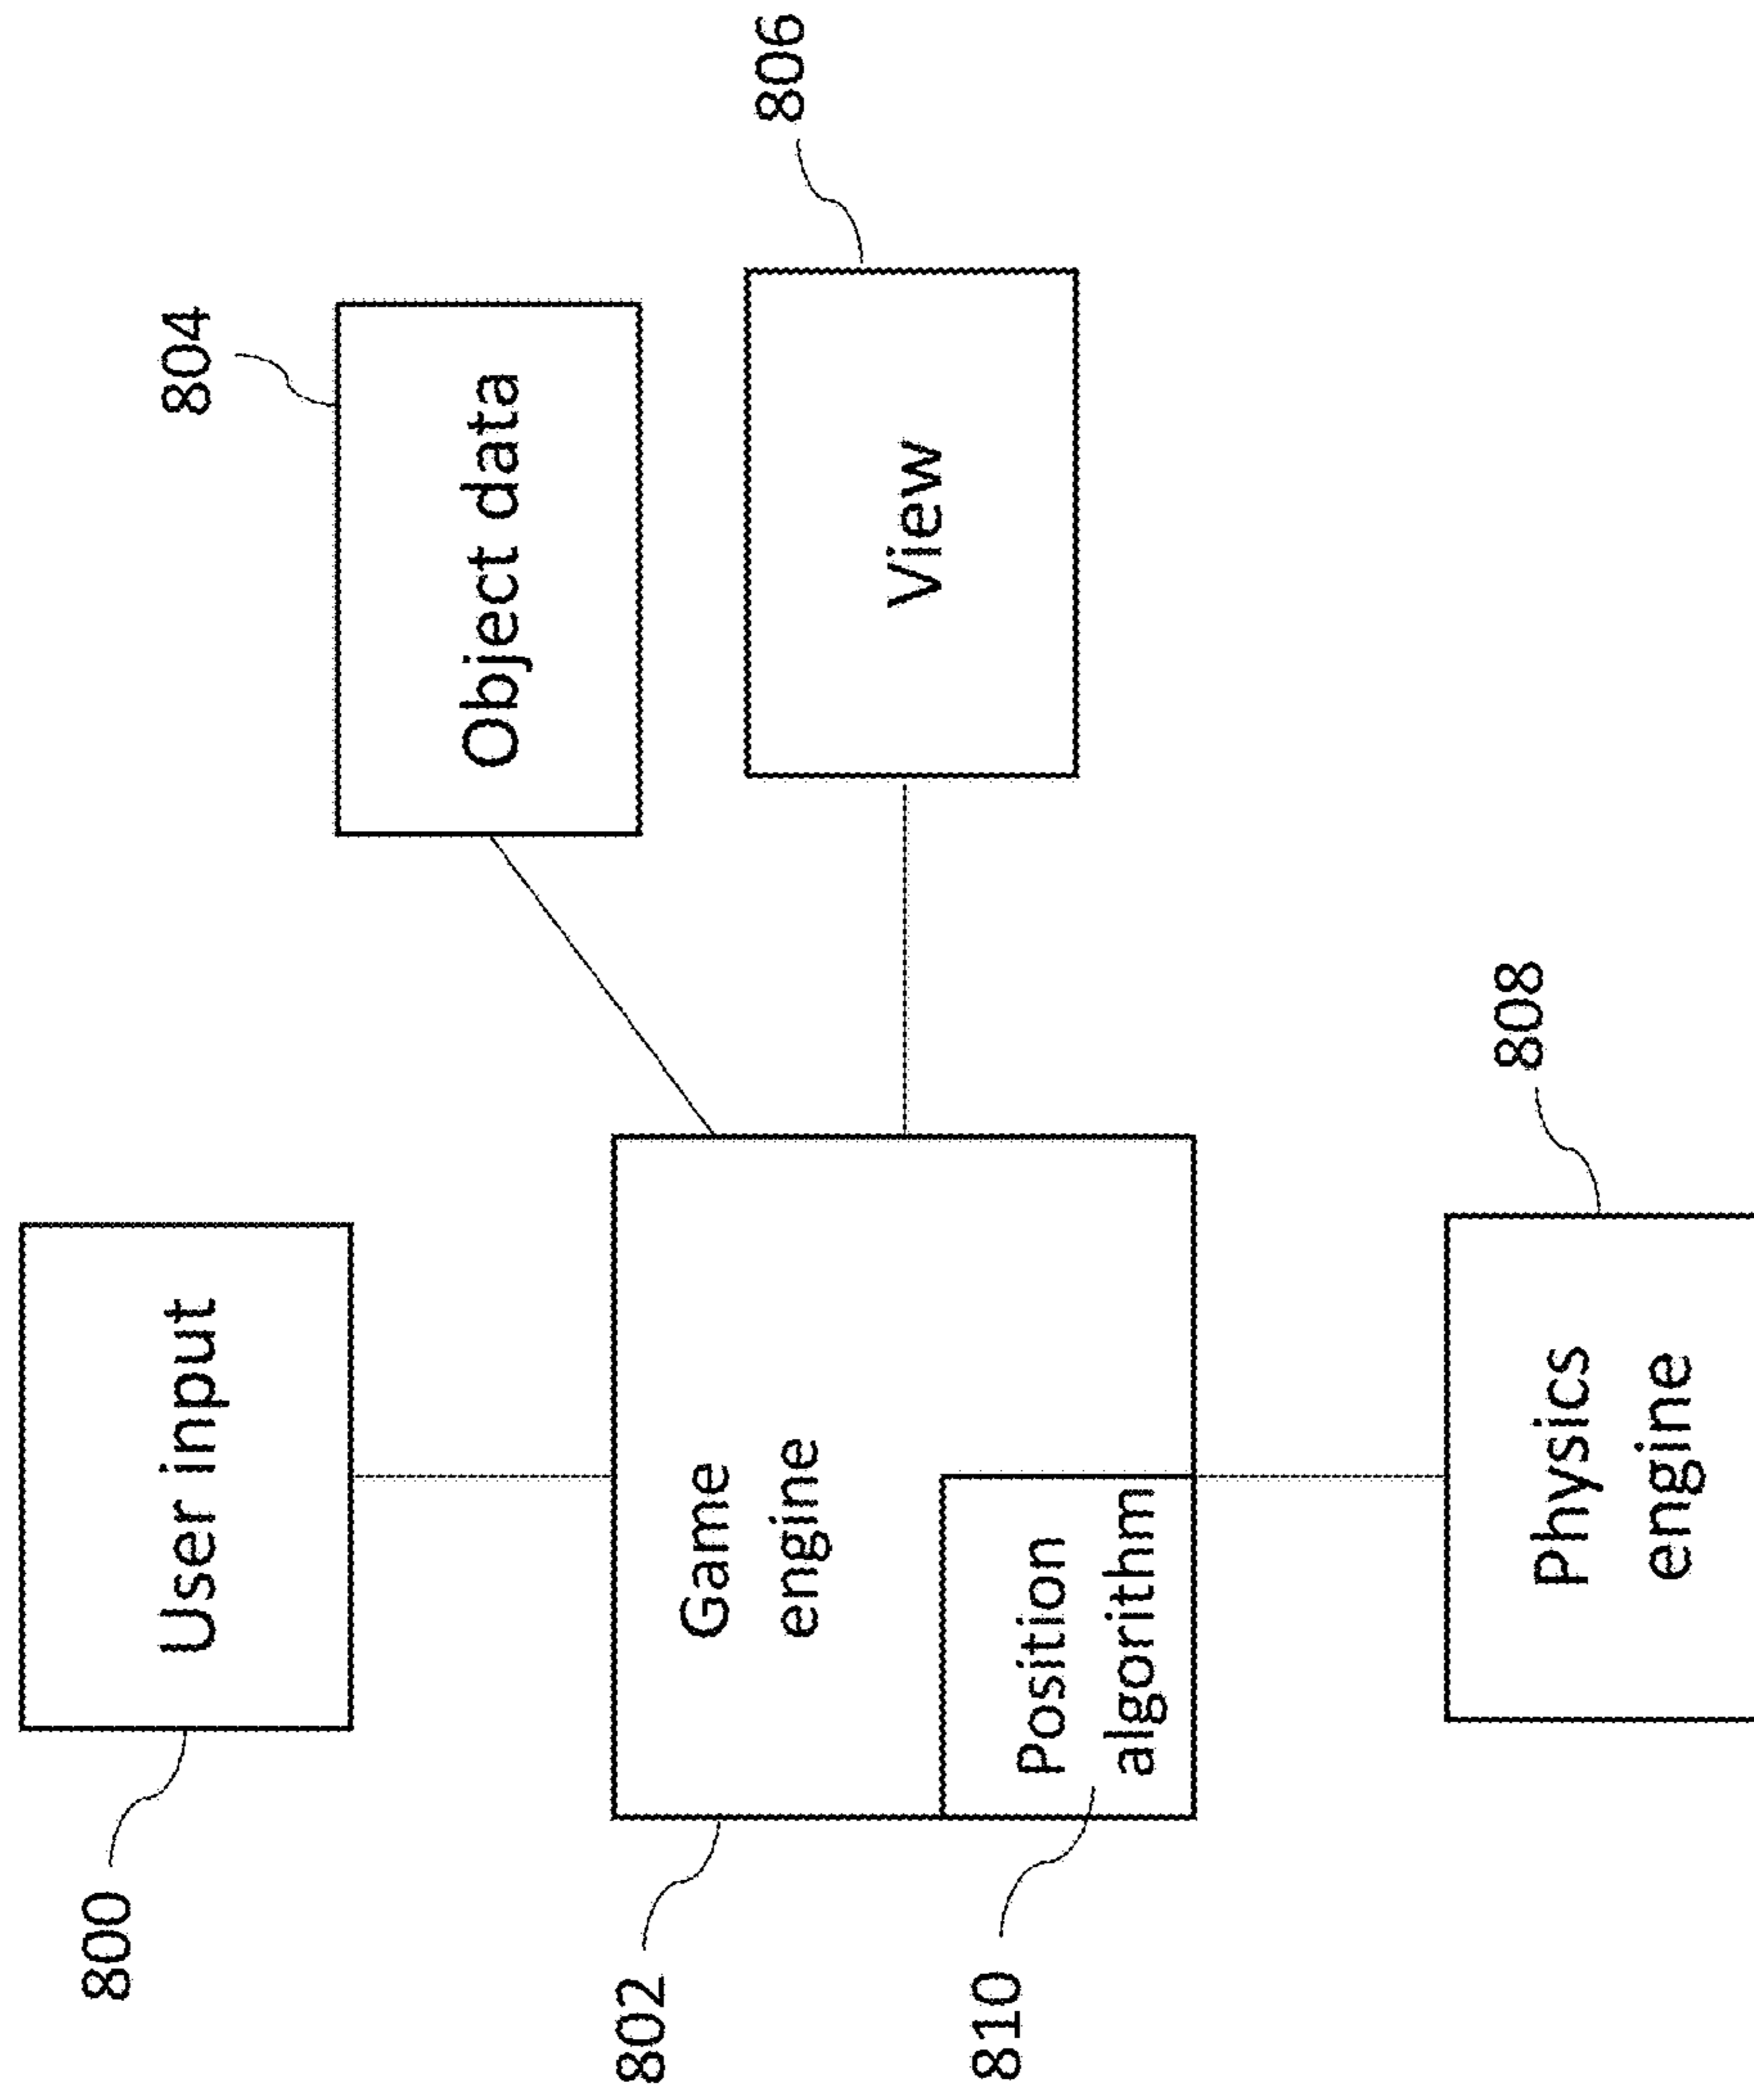 800
User input
802
Game
engine
810
Position
algorithm
804
Object data
806
View
808
Physics
engine